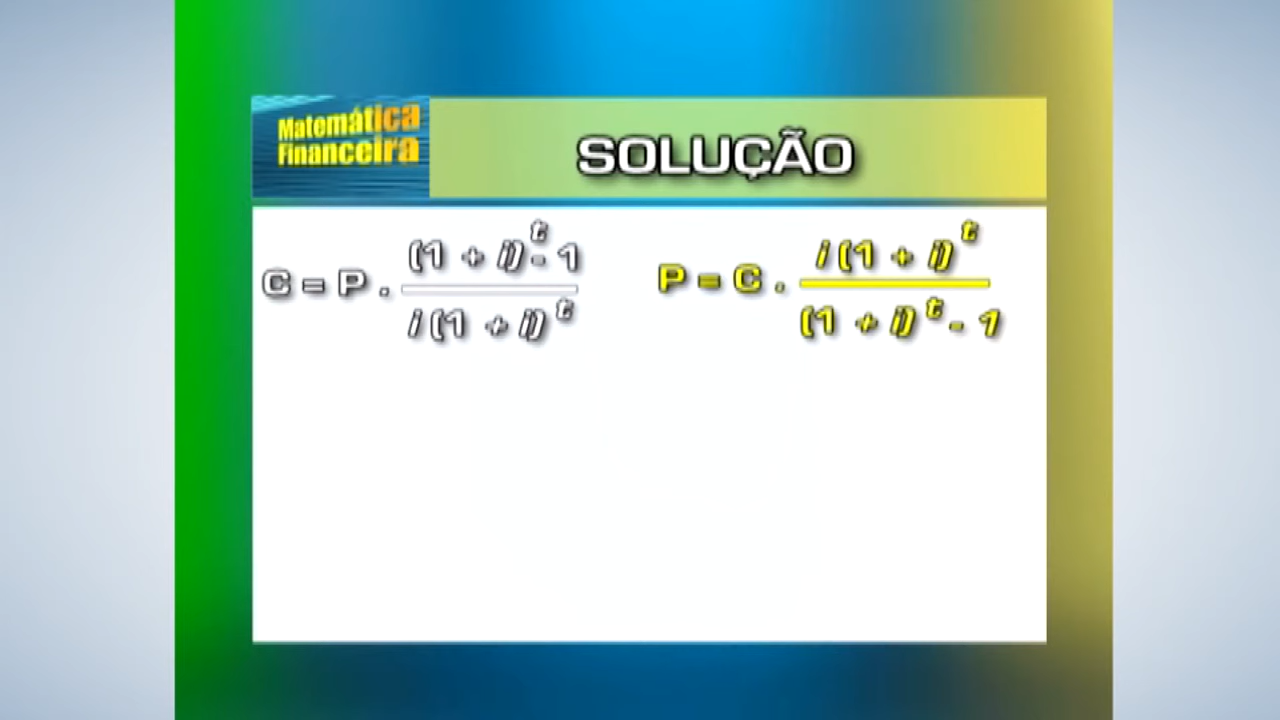 Matemática
Financeira
SOLUÇÃO
C = P . (1 + i)^t - 1 / i (1 + i)^t
P = C . i (1 + i)^t / (1 + i)^t - 1